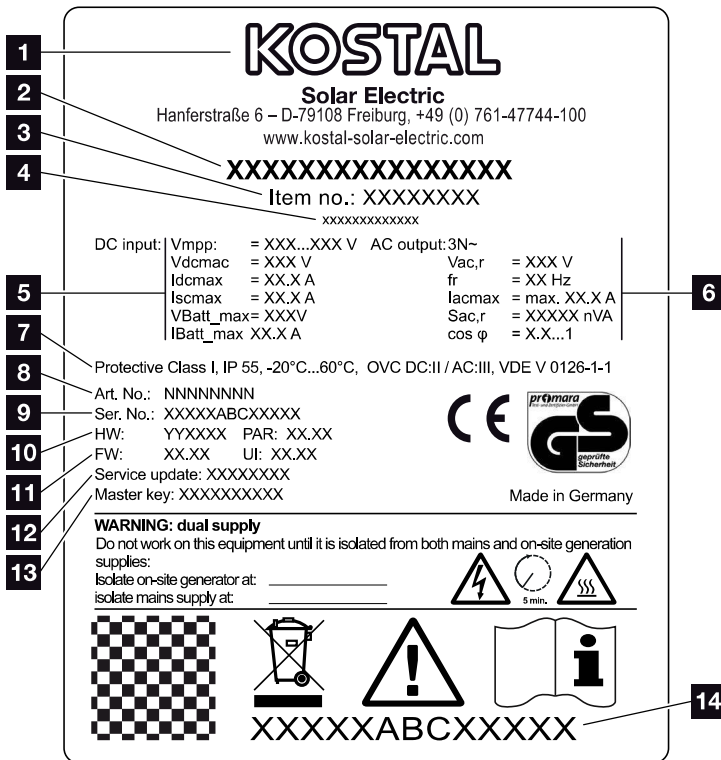 KOSTAL
Solar Electric
Hanferstraße 6 – D-79108 Freiburg, +49 (0) 761-47744-100
www.kostal-solar-electric.com
XXXXXXXXXXXXXXXX
Item no.: XXXXXXXX
xxxxxxxxxxxxx
DC input: Vmpp: = XXX...XXX V AC output: 3N~
Vdcmac = XXX V Vac,r = XXX V
Idcmax = XX.X A fr = XX Hz
Iscmax = XX.X A Iacmax = max. XX.X A
VBatt_max= XXXV Sac,r = XXXXX nVA
IBatt_max XX.X A cos φ = X.X...1
Protective Class I, IP 55, -20°C...60°C, OVC DC:II / AC:III, VDE V 0126-1-1
Art. No.: NNNNNNNN
Ser. No.: XXXXXABCXXXXX
HW: YYXXXX PAR: XX.XX
FW: XX.XX UI: XX.XX
Service update: XXXXXXXX
Master key: XXXXXXXXXX
CE
promara
GS
geprüfte
Sicherheit
Made in Germany
WARNING: dual supply
Do not work on this equipment until it is isolated from both mains and on-site generation
supplies:
Isolate on-site generator at:
isolate mains supply at:
5 min.
i
XXXXXABCXXXXX
1
2
3
4
5
6
7
8
9
10
11
12
13
14